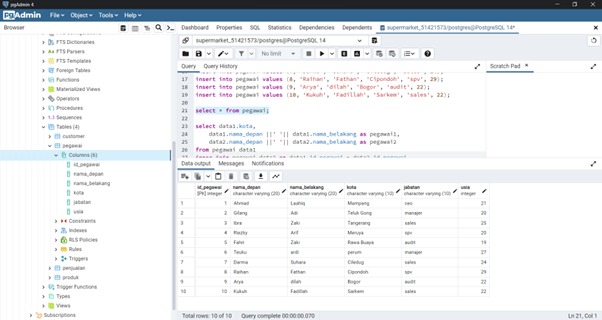 pgAdmin 4
pgAdmin File Object Tools Help
Browser
FTS Dictionaries
FTS Parsers
FTS Templates
Foreign Tables
Functions
Materialized Views
Operators
Procedures
Sequences
Tables (4)
customer
pegawai
Columns (6)
id_pegawai
nama_depan
nama_belakang
kota
jabatan
usia
Constraints
Indexes
RLS Policies
Rules
Triggers
penjualan
produk
Trigger Functions
Types
Views
Subscriptions
Dashboard Properties SQL Statistics Dependencies Dependents supermarket_51421573/postgres@PostgreSQL 14*
supermarket_51421573/postgres@PostgreSQL 14
No limit
Query Query History Scratch Pad
17 insert into pegawai values (8, 'Raihan', 'Fathan', 'Cipondoh', 'spv', 29);
18 insert into pegawai values (9, 'Arya', 'dilah', 'Bogor', 'audit', 22);
19 insert into pegawai values (10, 'Kukuh', 'Fadillah', 'Sarkem', 'sales', 22);
20
21 select * from pegawai;
22
23 select data1.kota,
24 data1.nama_depan ||' '|| data1.nama_belakang as pegawai1,
25 data2.nama_depan ||' '|| data2.nama_belakang as pegawai2
26 from pegawai data1
Data output Messages Notifications
id_pegawai nama_depan nama_belakang kota jabatan usia
[PK] integer character varying (20) character varying (20) character varying (10) character varying (10) integer
1 1 Ahmad Laahiq Mampang ceo 21
2 2 Gilang Adi Teluk Gong manajer 20
3 3 Zaki Tangerang sales 25
4 4 Rizky Arif Meruya spv 20
5 5 Fahri Zaki Rawa Buaya audit 19
6 6 Teuku ardi perum manajer 27
7 7 Darma Suhara Ciledug sales 24
8 8 Raihan Fathan Cipondoh spv 29
9 9 Arya dilah Bogor audit 22
10 10 Kukuh Fadillah Sarkem sales 22
Total rows: 10 of 10 Query complete 00:00:00.070 Ln 21, Col 1